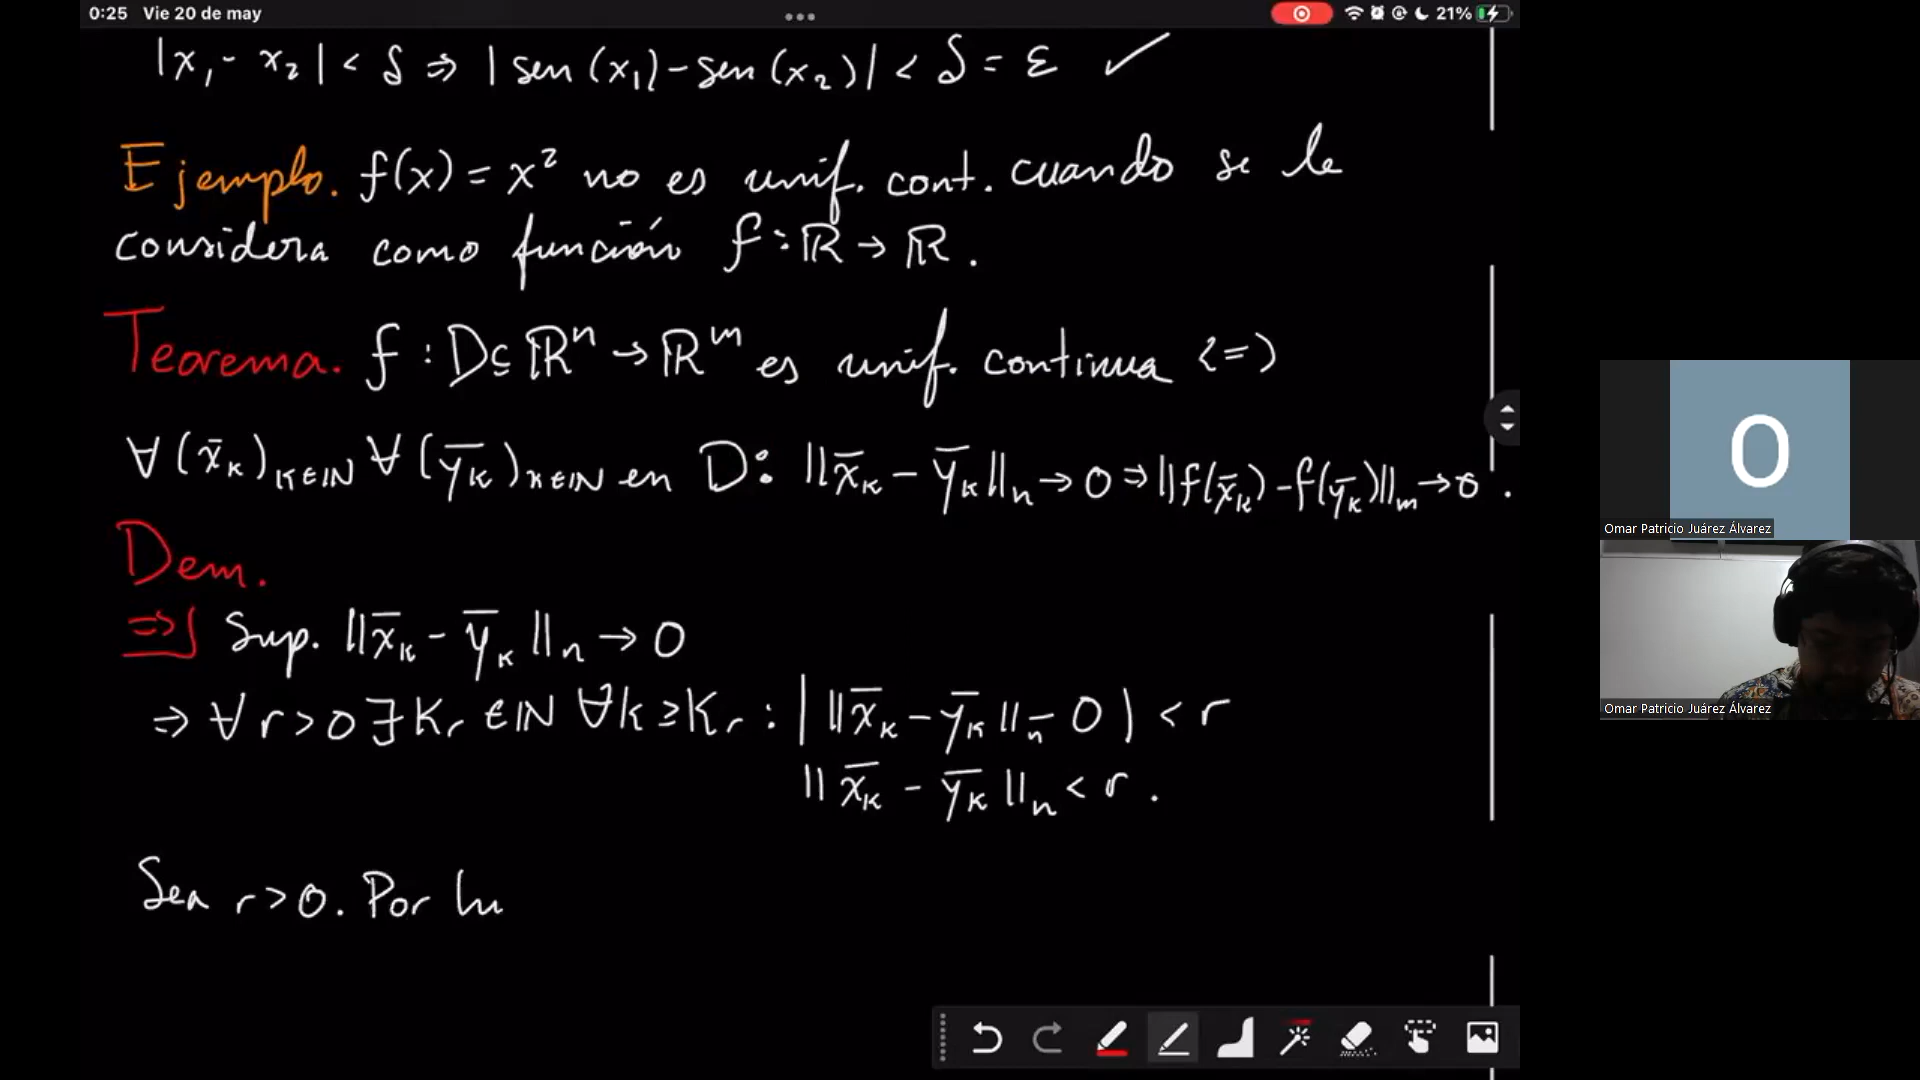 0:25 Vie 20 de may
21%
|x₁ - x₂| < δ ⇒ |sen(x₁) - sen(x₂)| < δ = ε ✓
Ejemplo. f(x) = x² no es unif. cont. cuando se le
considera como función f : ℝ → ℝ.
Teorema. f : D ⊆ ℝⁿ → ℝᵐ es unif. continua <=>
∀ (x̄ₖ)ₖ∈ℕ ∀ (ȳₖ)ₖ∈ℕ en D: ||x̄ₖ - ȳₖ||ₙ → 0 ⇒ ||f(x̄ₖ) - f(ȳₖ)||ₘ → 0.
Dem.
⇒] Sup. ||x̄ₖ - ȳₖ||ₙ → 0
⇒ ∀ r > 0 ∃ Kᵣ ∈ ℕ ∀ k ≥ Kᵣ : | ||x̄ₖ - ȳₖ||ₙ - 0 | < r
||x̄ₖ - ȳₖ||ₙ < r.
Sea r > 0. Por
O
Omar Patricio Juárez Álvarez
Omar Patricio Juárez Álvarez